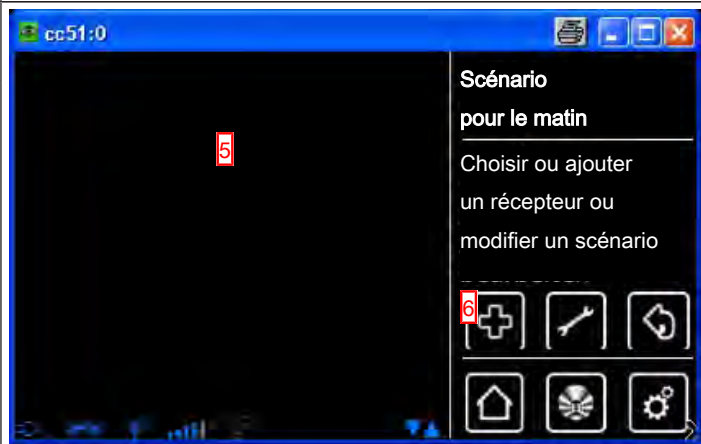 cc51:0
Scénario
pour le matin
5
Choisir ou ajouter
un récepteur ou
modifier un scénario
6